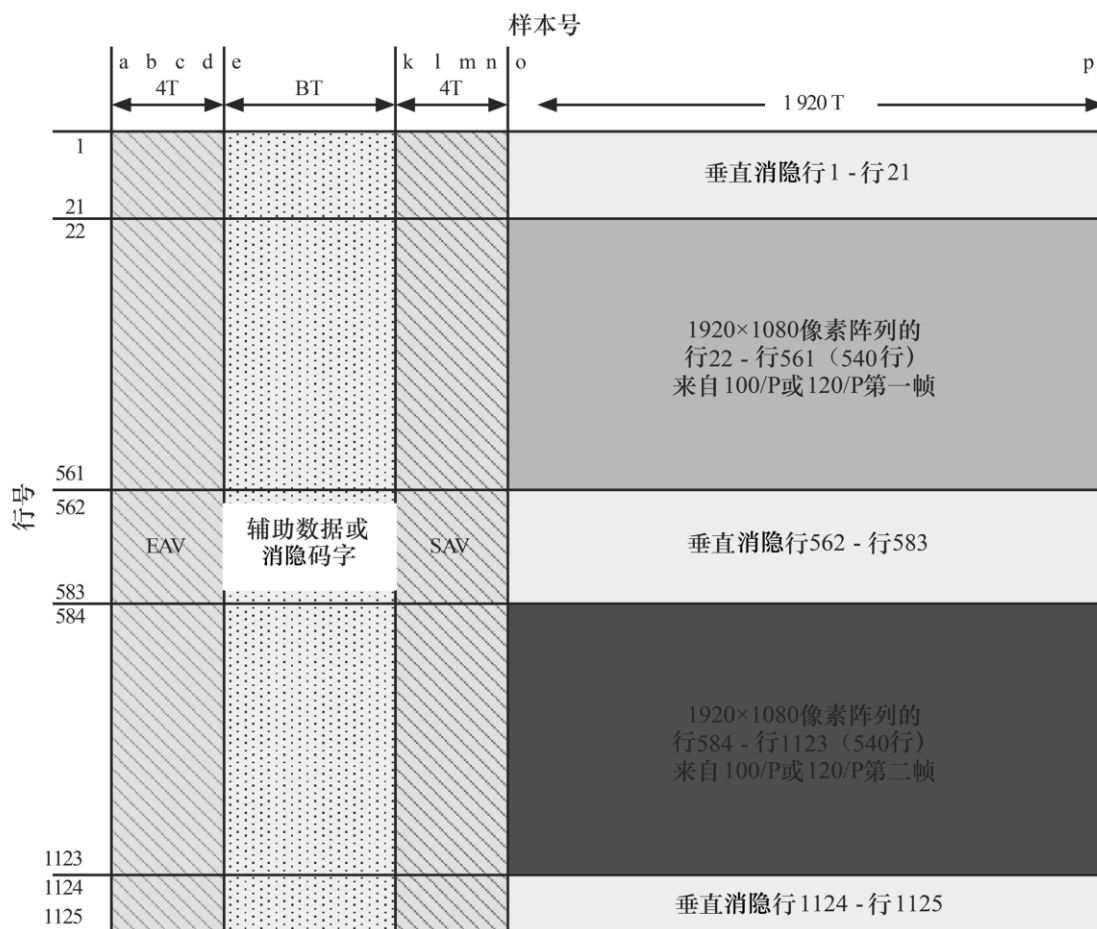 样本号
a b c d e k l m n o p
4T BT 4T 1920 T
1
垂直消隐行1 - 行21
21
22
1920×1080像素阵列的
行22 - 行561（540行）
来自100/P或120/P第一帧
561
行号
562
EAV
辅助数据或
消隐码字
SAV
垂直消隐行562 - 行583
583
584
1920×1080像素阵列的
行584 - 行1123（540行）
来自100/P或120/P第二帧
1123
1124
垂直消隐行1124 - 行1125
1125